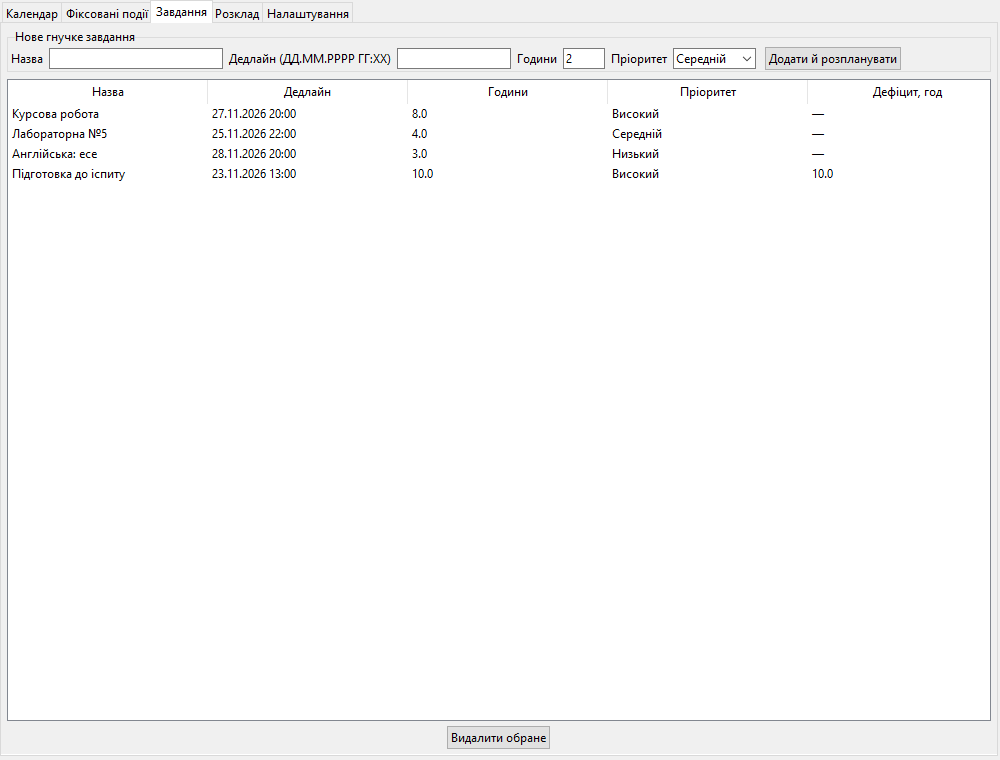 Календар Фіксовані події Завдання Розклад Налаштування
Нове гнучке завдання
Назва Дедлайн (ДД.ММ.РРРР ГГ:ХХ) Години 2 Пріоритет Середній Додати й розпланувати
Назва Дедлайн Години Пріоритет Дефіцит, год
Курсова робота 27.11.2026 20:00 8.0 Високий —
Лабораторна №5 25.11.2026 22:00 4.0 Середній —
Англійська: есе 28.11.2026 20:00 3.0 Низький —
Підготовка до іспиту 23.11.2026 13:00 10.0 Високий 10.0
Видалити обране